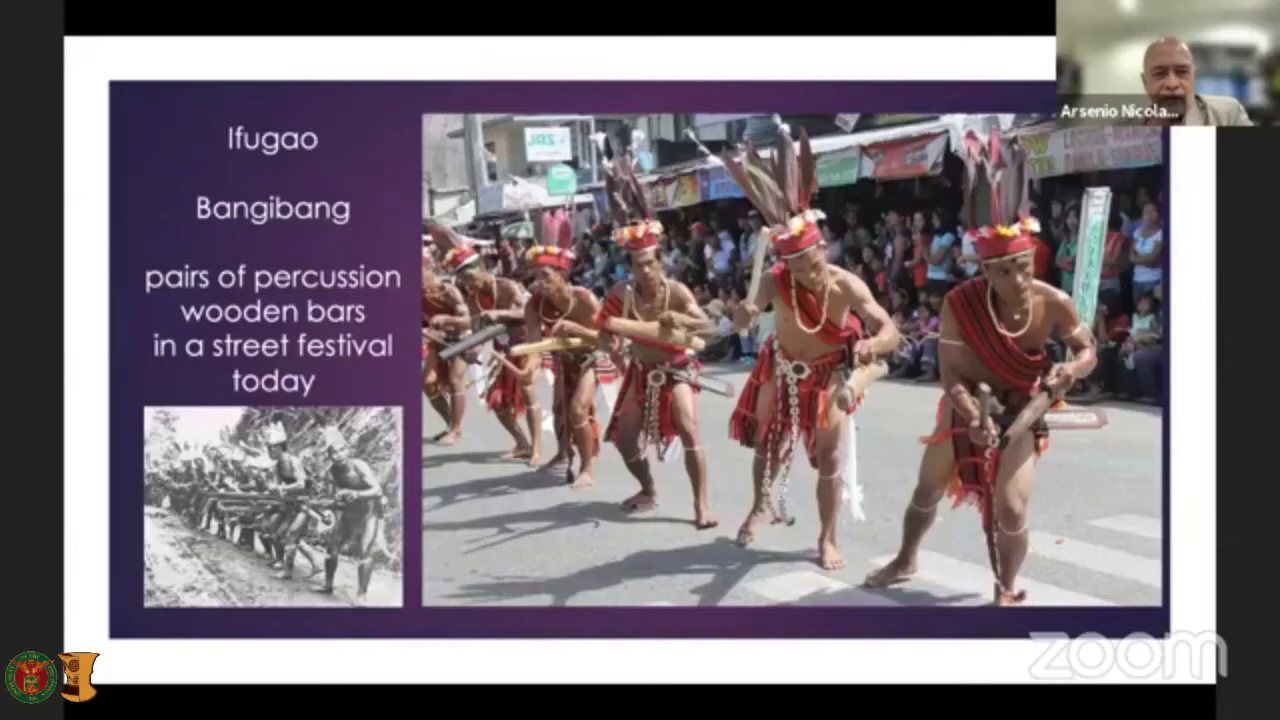 Ifugao
Bangibang
pairs of percussion
wooden bars
in a street festival
today
Arsenio Nicola...
zoom